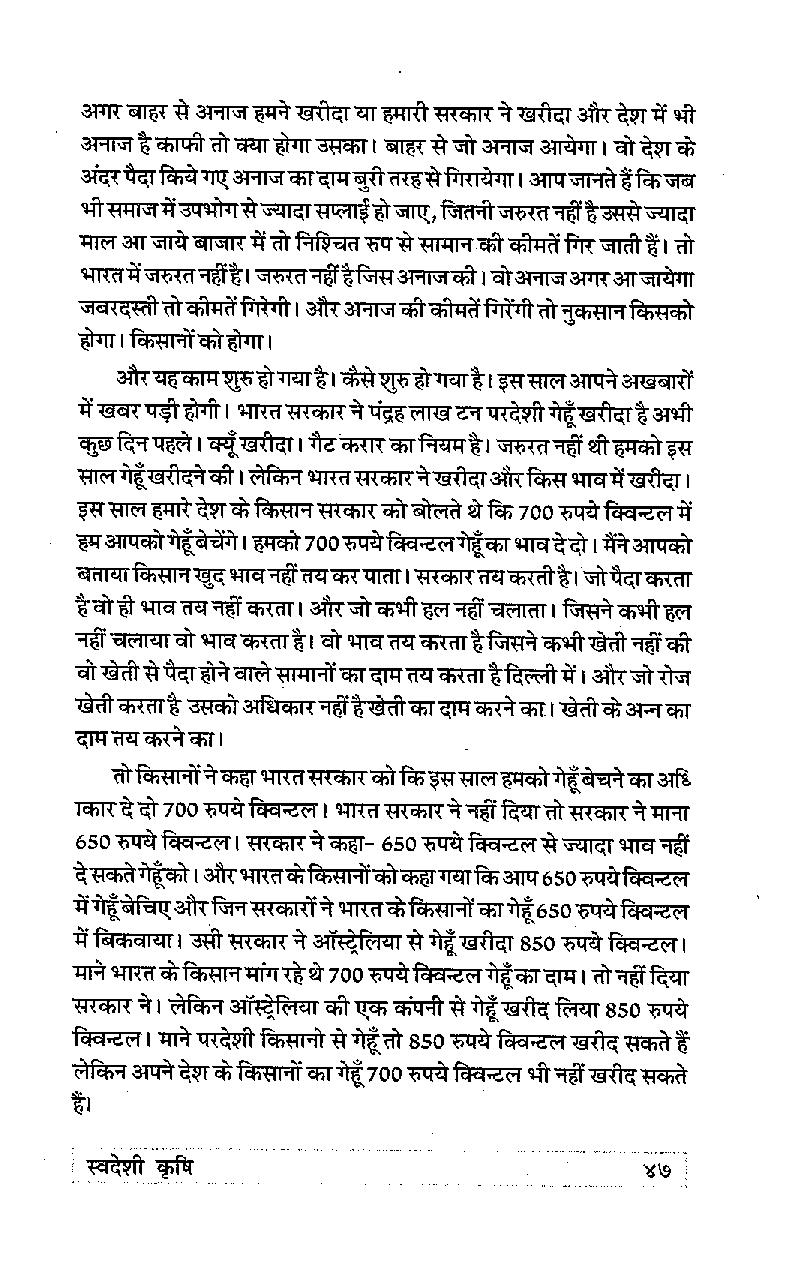 अगर बाहर से अनाज हमने खरीदा या हमारी सरकार ने खरीदा और देश में भी
अनाज है काफी तो क्या होगा उसका। बाहर से जो अनाज आयेगा। वो देश के
अंदर पैदा किये गए अनाज का दाम बुरी तरह से गिरायेगा। आप जानते हैं कि जब
भी समाज में उपभोग से ज्यादा सप्लाई हो जाए, जितनी जरुरत नहीं है उससे ज्यादा
माल आ जाये बाजार में तो निश्चित रुप से सामान की कीमतें गिर जाती हैं। तो
भारत में जरुरत नहीं है। जरुरत नहीं है जिस अनाज की। वो अनाज अगर आ जायेगा
जबरदस्ती तो कीमतें गिरेगी। और अनाज की कीमतें गिरेंगी तो नुकसान किसको
होगा। किसानों को होगा।
और यह काम शुरु हो गया है। कैसे शुरु हो गया है। इस साल आपने अखबारों
में खबर पड़ी होगी। भारत सरकार ने पंद्रह लाख टन परदेशी गेहूँ खरीदा है अभी
कुछ दिन पहले। क्यूँ खरीदा। गैट करार का नियम है। जरुरत नहीं थी हमको इस
साल गेहूँ खरीदने की। लेकिन भारत सरकार ने खरीदा और किस भाव में खरीदा।
इस साल हमारे देश के किसान सरकार को बोलते थे कि 700 रुपये क्विन्टल में
हम आपको गेहूँ बेचेंगे। हमको 700 रुपये क्विन्टल गेहूँ का भाव दे दो। मैंने आपको
बताया किसान खुद भाव नहीं तय कर पाता। सरकार तय करती है। जो पैदा करता
है वो ही भाव तय नहीं करता। और जो कभी हल नहीं चलाता। जिसने कभी हल
नहीं चलाया वो भाव करता है। वो भाव तय करता है जिसने कभी खेती नहीं की
वो खेती से पैदा होने वाले सामानों का दाम तय करता है दिल्ली में। और जो रोज
खेती करता है उसको अधिकार नहीं है खेती का दाम करने का। खेती के अन्न का
दाम तय करने का।
तो किसानों ने कहा भारत सरकार को कि इस साल हमको गेहूँ बेचने का अधि
ाकार दे दो 700 रुपये क्विन्टल। भारत सरकार ने नहीं दिया तो सरकार ने माना
650 रुपये क्विन्टल। सरकार ने कहा- 650 रुपये क्विन्टल से ज्यादा भाव नहीं
दे सकते गेहूँ को। और भारत के किसानों को कहा गया कि आप 650 रुपये क्विन्टल
में गेहूँ बेचिए और जिन सरकारों ने भारत के किसानों का गेहूँ 650 रुपये क्विन्टल
में बिकवाया। उसी सरकार ने ऑस्ट्रेलिया से गेहूँ खरीदा 850 रुपये क्विन्टल।
माने भारत के किसान मांग रहे थे 700 रुपये क्विन्टल गेहूँ का दाम। तो नहीं दिया
सरकार ने। लेकिन ऑस्ट्रेलिया की एक कंपनी से गेहूँ खरीद लिया 850 रुपये
क्विन्टल। माने परदेशी किसानो से गेहूँ तो 850 रुपये क्विन्टल खरीद सकते हैं
लेकिन अपने देश के किसानों का गेहूँ 700 रुपये क्विन्टल भी नहीं खरीद सकते
हैं।
स्वदेशी कृषि ४७